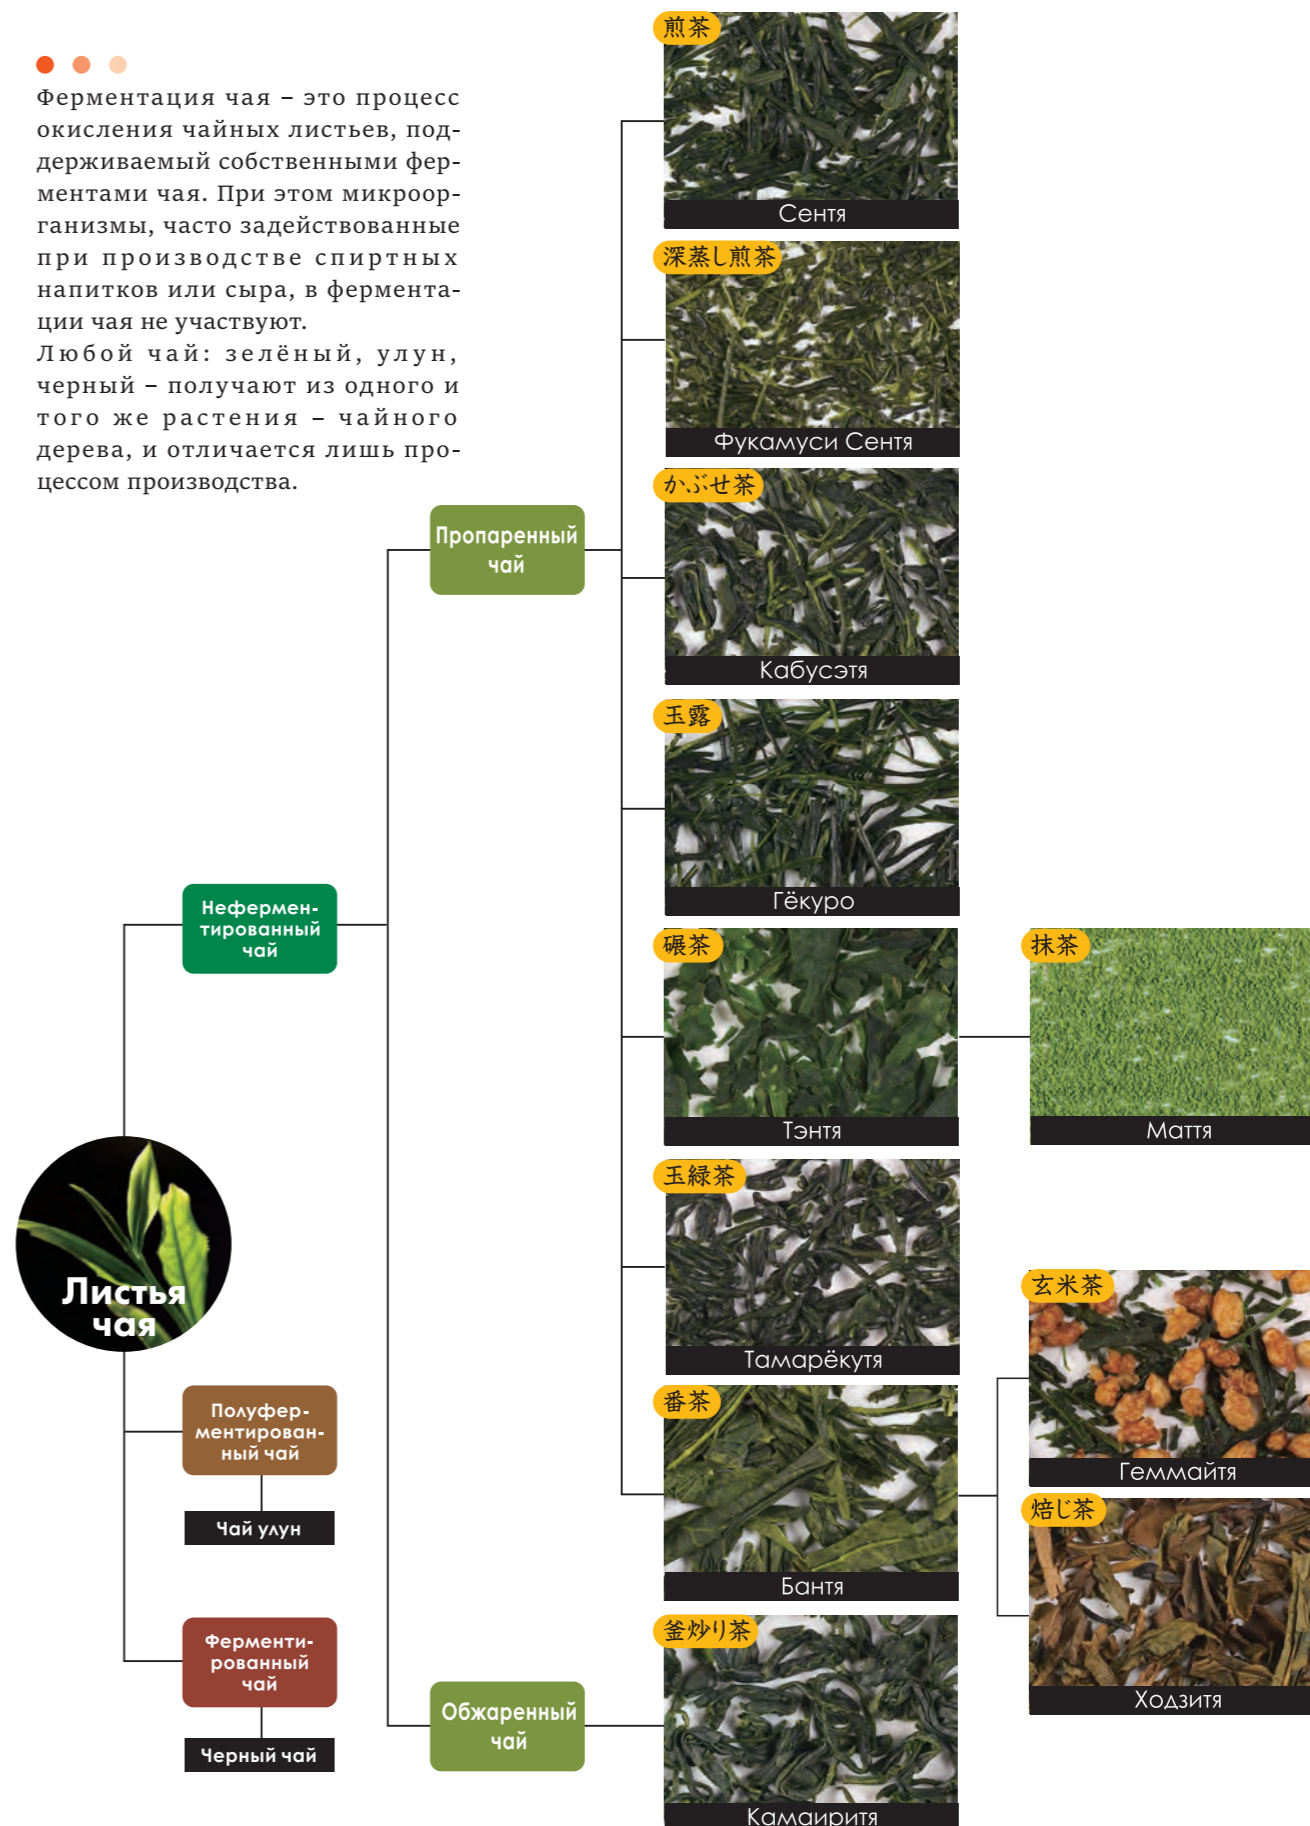 Ферментация чая – это процесс
окисления чайных листьев, под-
держиваемый собственными фер-
ментами чая. При этом микроор-
ганизмы, часто задействованные
при производстве спиртных
напитков или сыра, в фермента-
ции чая не участвуют.
Любой чай: зелёный, улун,
черный – получают из одного и
того же растения – чайного
дерева, и отличается лишь про-
цессом производства.
Листья
чая
Нефермен-
тированный
чай
Полуфер-
ментирован-
ный чай
Чай улун
Ферменти-
рованный
чай
Черный чай
Пропаренный
чай
Обжаренный
чай
煎茶
Сентя
深蒸し煎茶
Фукамуси Сентя
かぶせ茶
Кабусэтя
玉露
Гёкуро
碾茶
Тэнтя
抹茶
Маття
玉緑茶
Тамарёкутя
番茶
Бантя
玄米茶
Геммайтя
焙じ茶
Ходзитя
釜炒り茶
Камаиритя